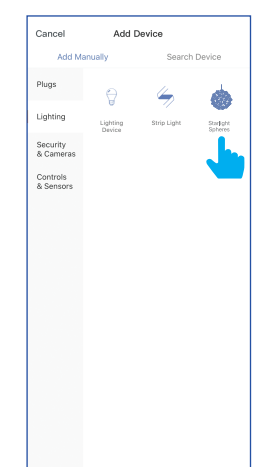 Cancel Add Device
Add Manually Search Device
Plugs
Lighting
Security
& Cameras
Controls
& Sensors
Lighting
Device
Strip Light
Starlight
Spheres